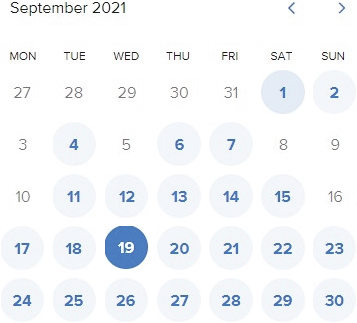 September 2021
MON TUE WED THU FRI SAT SUN
27 28 29 30 31 1 2
3 4 5 6 7 8 9
10 11 12 13 14 15 16
17 18 19 20 21 22 23
24 25 26 27 28 29 30